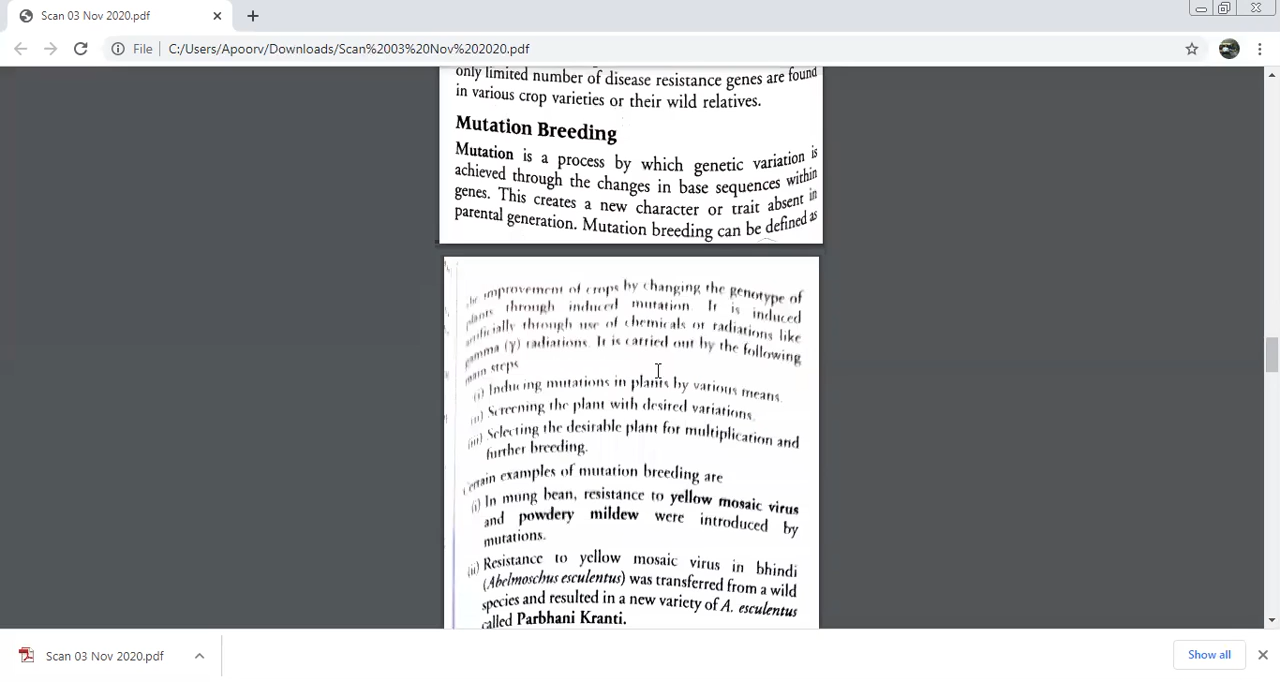 Scan 03 Nov 2020.pdf
File C:/Users/Apoorv/Downloads/Scan%2003%20Nov%202020.pdf
only limited number of disease resistance genes are found
in various crop varieties or their wild relatives.
Mutation Breeding
Mutation is a process by which genetic variation is
achieved through the changes in base sequences within
genes. This creates a new character or trait absent in
parental generation. Mutation breeding can be defined as
the improvement of crops by changing the genotype of
plants through induced mutation. It is induced
artificially through use of chemicals or radiations like
gamma (γ) radiations. It is carried out by the following
main steps
(i) Inducing mutations in plants by various means.
(ii) Screening the plant with desired variations.
(iii) Selecting the desirable plant for multiplication and
further breeding.
Certain examples of mutation breeding are
(i) In mung bean, resistance to yellow mosaic virus
and powdery mildew were introduced by
mutations.
(ii) Resistance to yellow mosaic virus in bhindi
(Abelmoschus esculentus) was transferred from a wild
species and resulted in a new variety of A. esculentus
called Parbhani Kranti.
Scan 03 Nov 2020.pdf
Show all